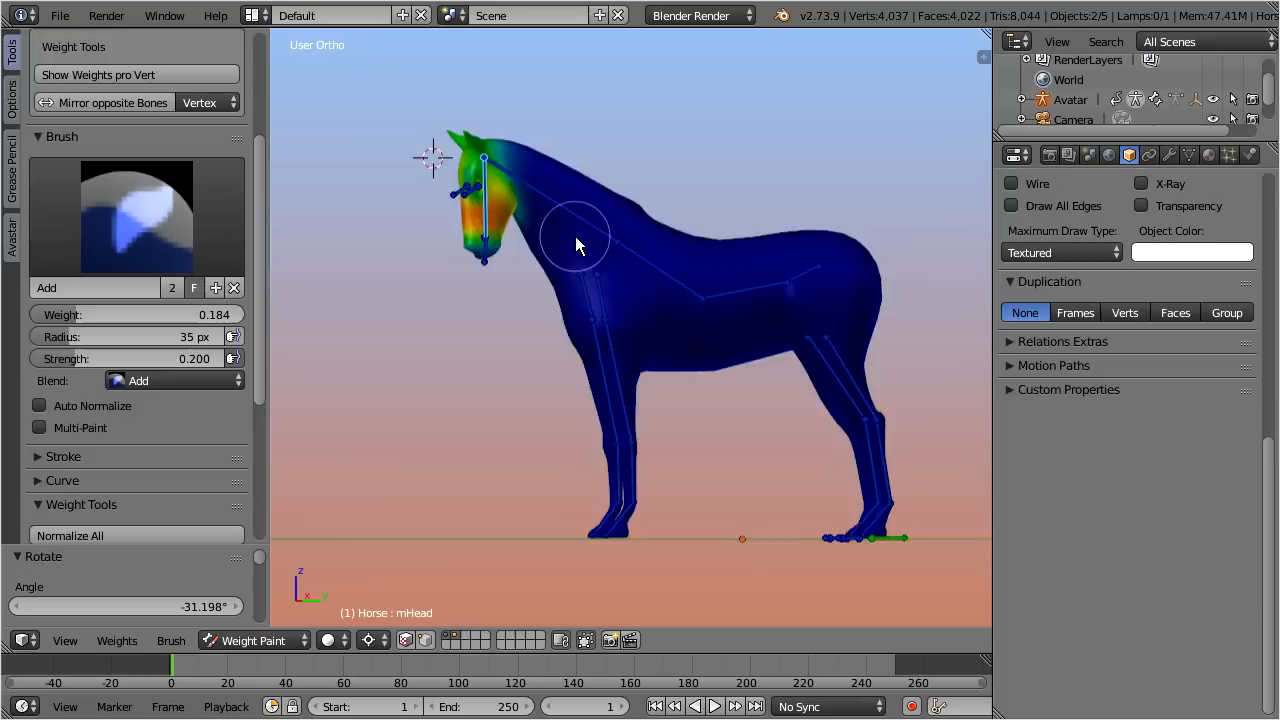 File Render Window Help Default Scene Blender Render v2.73.9 | Verts:4,037 | Faces:4,022 | Tris:8,044 | Objects:2/5 | Lamps:0/1 | Mem:47.41M | Hors
Tools
Options
Grease Pencil
Avastar
Weight Tools
Show Weights pro Vert
Mirror opposite Bones Vertex
Brush
Add 2 F
Weight: 0.184
Radius: 35 px
Strength: 0.200
Blend: Add
Auto Normalize
Multi-Paint
Stroke
Curve
Weight Tools
Normalize All
Rotate
Angle
-31.198°
User Ortho
z
x y
(1) Horse : mHead
View Search All Scenes
RenderLayers
World
Avatar
Camera
Wire X-Ray
Draw All Edges Transparency
Maximum Draw Type: Object Color:
Textured
Duplication
None Frames Verts Faces Group
Relations Extras
Motion Paths
Custom Properties
View Weights Brush Weight Paint
-40 -20 0 20 40 60 80 100 120 140 160 180 200 220 240 260
View Marker Frame Playback Start: 1 End: 250 1 No Sync